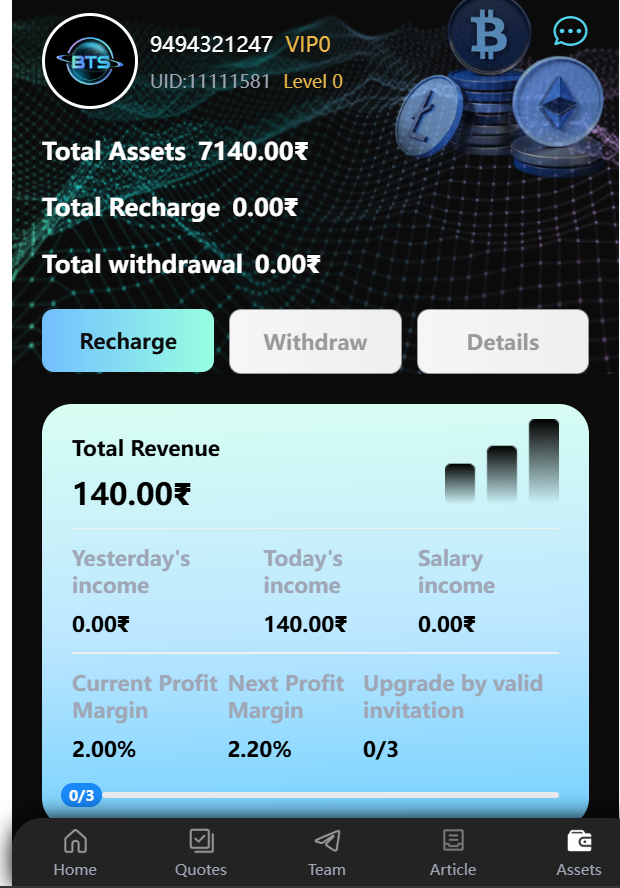 BTS
9494321247 VIP0
UID:11111581 Level 0
Total Assets 7140.00₹
Total Recharge 0.00₹
Total withdrawal 0.00₹
Recharge Withdraw Details
Total Revenue
140.00₹
Yesterday's income
Today's income
Salary income
0.00₹ 140.00₹ 0.00₹
Current Profit Margin
Next Profit Margin
Upgrade by valid invitation
2.00% 2.20% 0/3
0/3
Home Quotes Team Article Assets